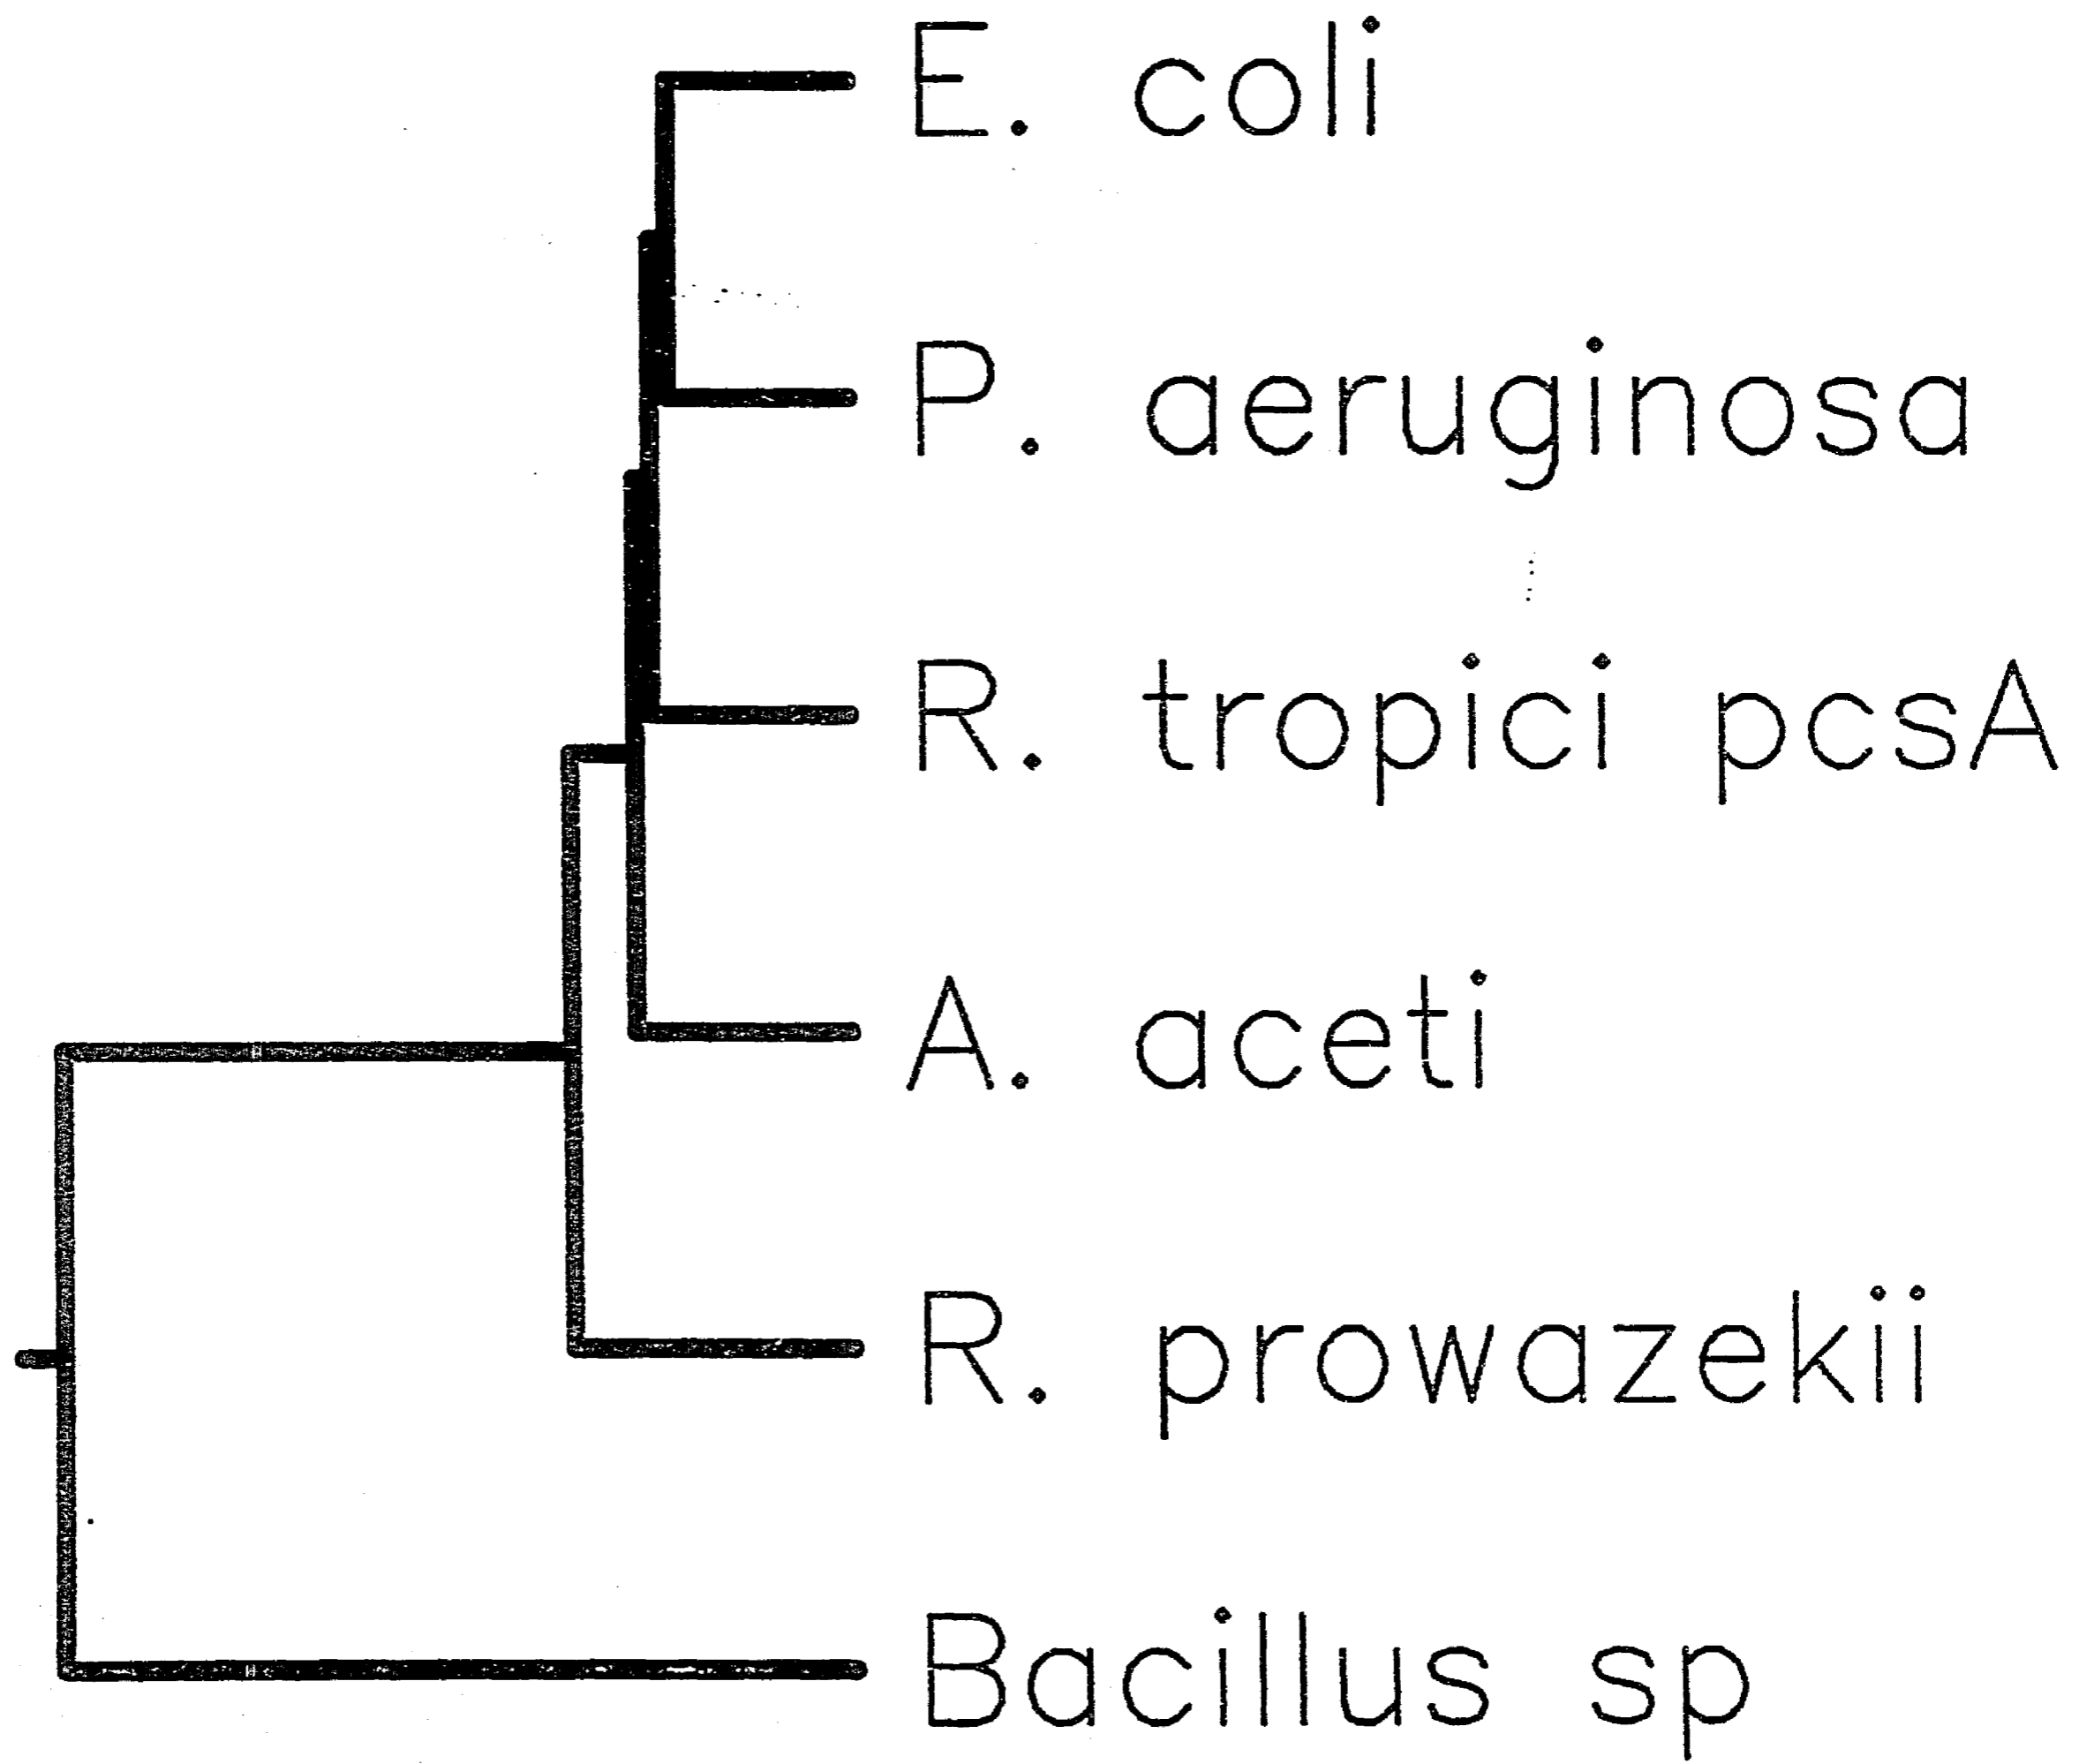 E. coli
P. aeruginosa
R. tropici pcsA
A. aceti
R. prowazekii
Bacillus sp